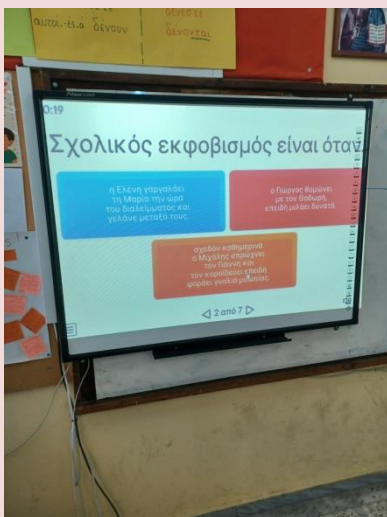 δένουν
δένονται
0:19
Σχολικός εκφοβισμός είναι όταν
η Ελένη γαργαλάει
τη Μαρία την ώρα
του διαλείμματος και
γελάνε μεταξύ τους.
ο Γιώργος θυμώνει
με τον Θοδωρή,
επειδή μιλάει δυνατά.
σχεδόν καθημερινά
ο Μιχάλης σπρώχνει
τον Γιάννη και
τον κοροϊδεύει επειδή
φοράει γυαλιά μυωπίας.
2 από 7